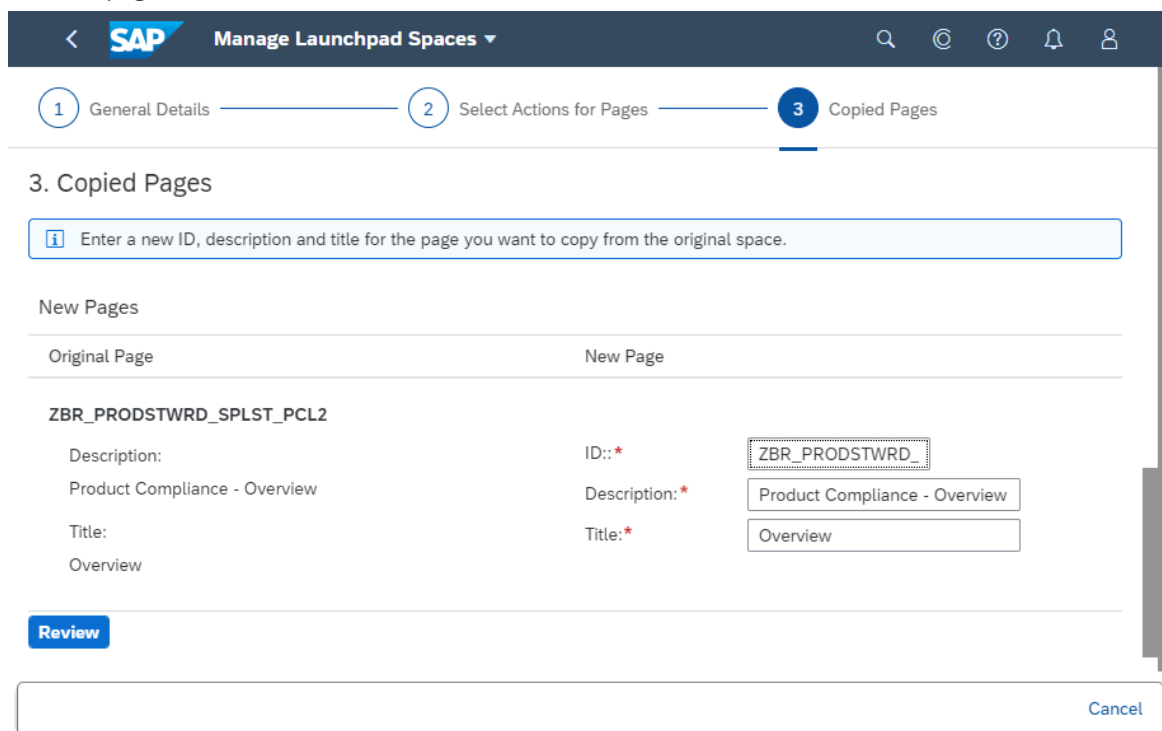 SAP Manage Launchpad Spaces
1 General Details 2 Select Actions for Pages 3 Copied Pages
3. Copied Pages
i Enter a new ID, description and title for the page you want to copy from the original space.
New Pages
Original Page New Page
ZBR_PRODSTWRD_SPLST_PCL2
Description: ID::* ZBR_PRODSTWRD_
Product Compliance - Overview Description:* Product Compliance - Overview
Title: Title:* Overview
Overview
Review
Cancel